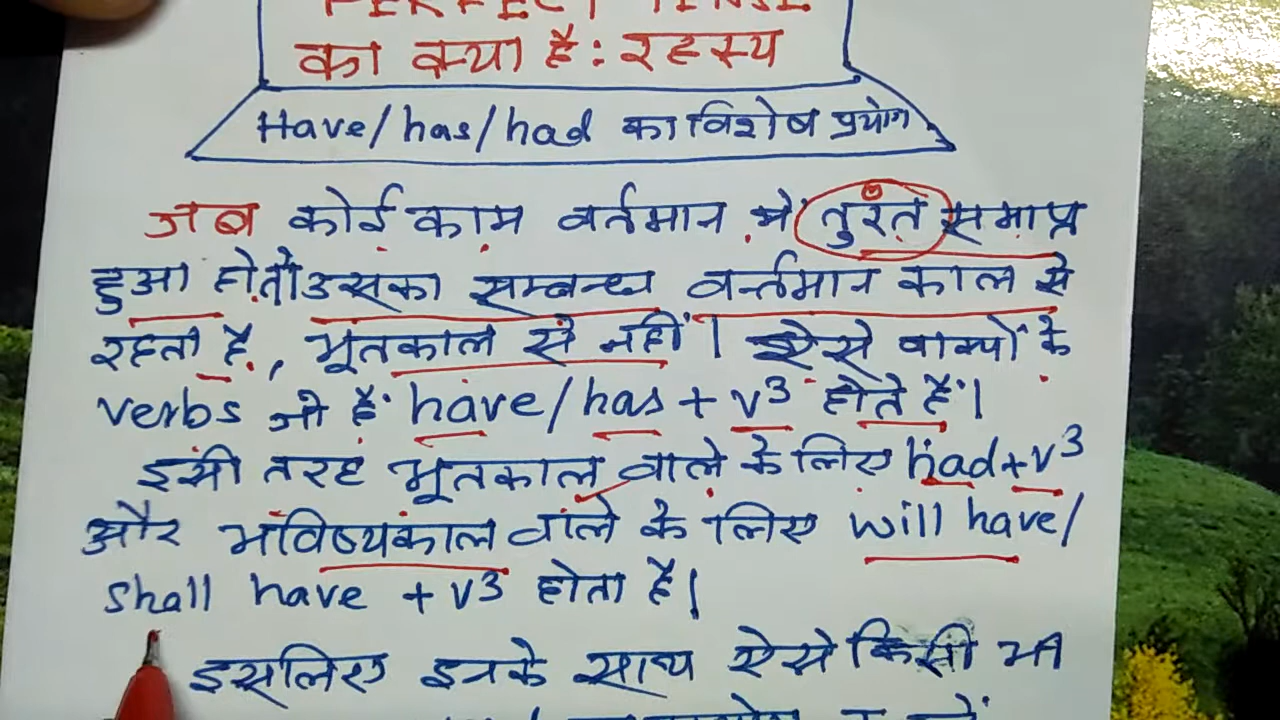 PERFECT TENSE
का क्या है : रहस्य
Have/has/had का विशेष प्रयोग
जब कोई काम वर्तमान में तुरंत समाप्त
हुआ हो तो उसका सम्बन्ध वर्तमान काल से
रहता है, भूतकाल से नहीं। ऐसे वाक्यों के
verbs जो हैं have/has + v3 होते हैं।
इसी तरह भूतकाल वाले के लिए had+v3
और भविष्यकाल वाले के लिए will have/
shall have + v3 होता है।
इसलिए इनके साथ ऐसे किसी भी